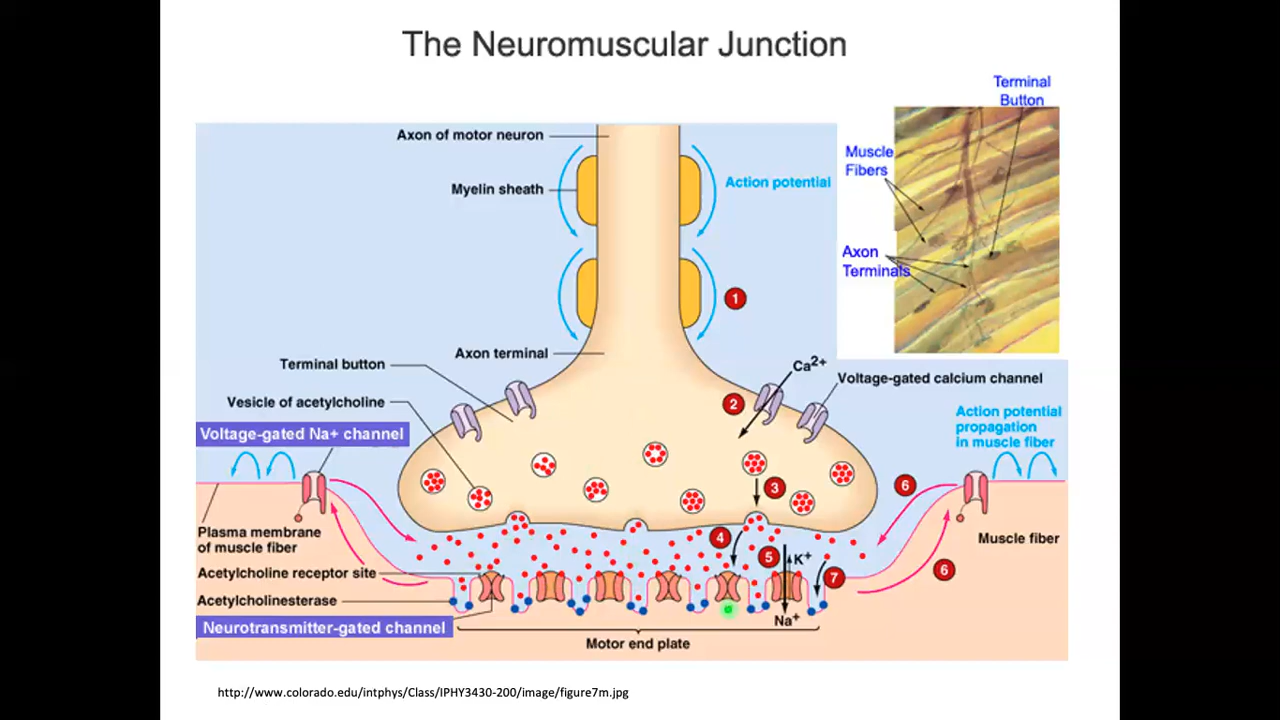 The Neuromuscular Junction
Terminal
Button
Axon of motor neuron
Muscle
Fibers
Myelin sheath
Action potential
Axon
Terminals
1
Axon terminal
Terminal button
Ca2+
Voltage-gated calcium channel
Vesicle of acetylcholine
2
Action potential
propagation
in muscle fiber
Voltage-gated Na+ channel
3
6
Plasma membrane
of muscle fiber
4
5
K+
Muscle fiber
Acetylcholine receptor site
7
6
Acetylcholinesterase
Na+
Neurotransmitter-gated channel
Motor end plate
http://www.colorado.edu/intphys/Class/IPHY3430-200/image/figure7m.jpg